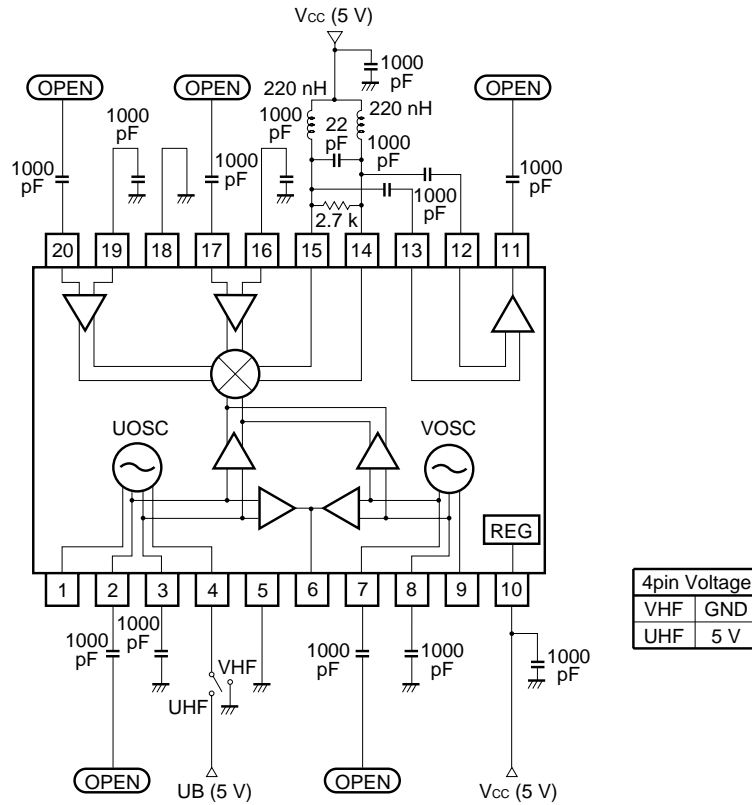 VCC (5 V)
1000
pF
OPEN
OPEN
OPEN
220 nH
220 nH
1000
pF
1000
pF
1000
pF
22
pF
1000
pF
1000
pF
1000
pF
1000
pF
1000
pF
1000
pF
2.7 k
20
19
18
17
16
15
14
13
12
11
UOSC
VOSC
REG
1
2
3
4
5
6
7
8
9
10
1000
pF
1000
pF
VHF
UHF
1000
pF
1000
pF
1000
pF
OPEN
UB (5 V)
OPEN
VCC (5 V)
4pin Voltage
VHF GND
UHF 5 V